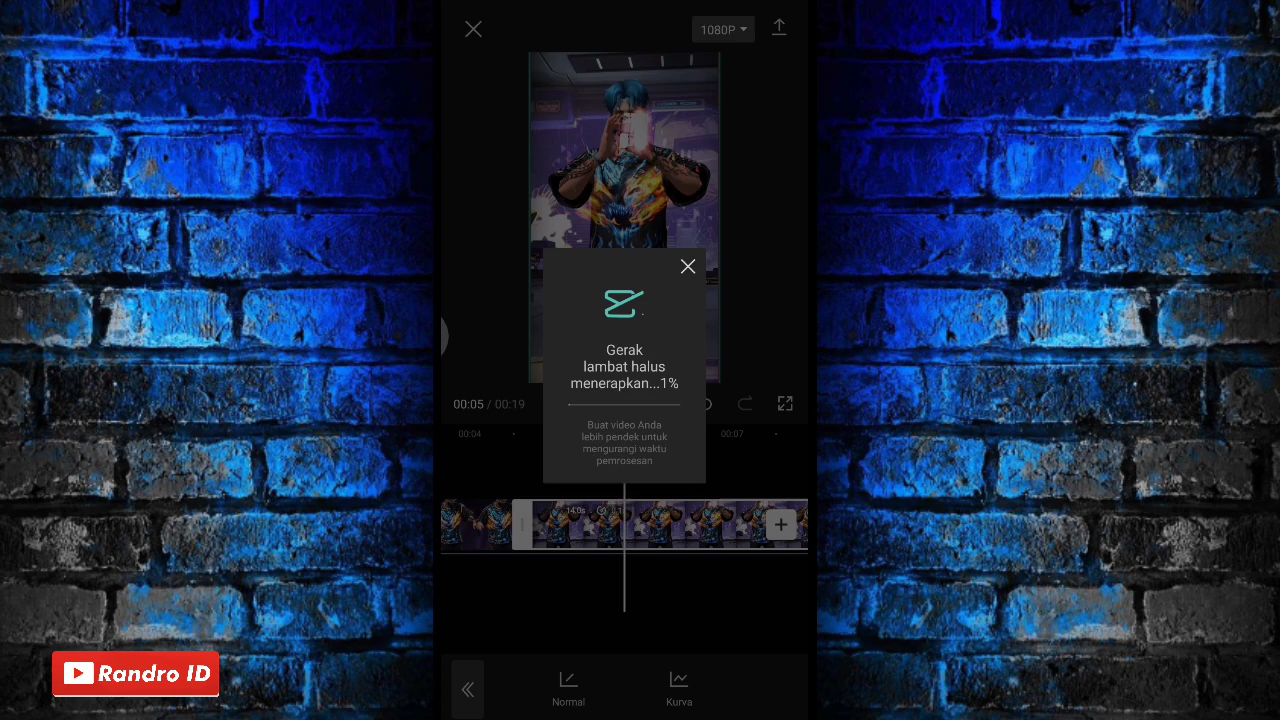 1080P
Gerak
lambat halus
menerapkan...1%
00:05 / 00:19
Buat video Anda
lebih pendek untuk
mengurangi waktu
pemrosesan
00:04
00:07
14.0s
Randro ID
Normal
Kurva